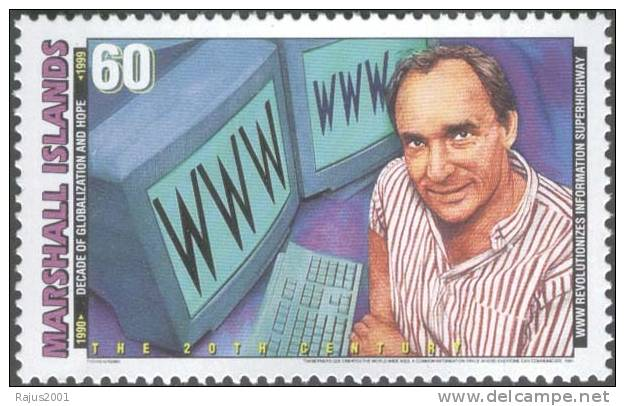 MARSHALL ISLANDS
1990► DECADE OF GLOBALIZATION AND HOPE ◄1999
60
WWW
WWW
WWW REVOLUTIONIZES INFORMATION SUPERHIGHWAY
THE 20TH CENTURY
Rajus2001
delcampe.net